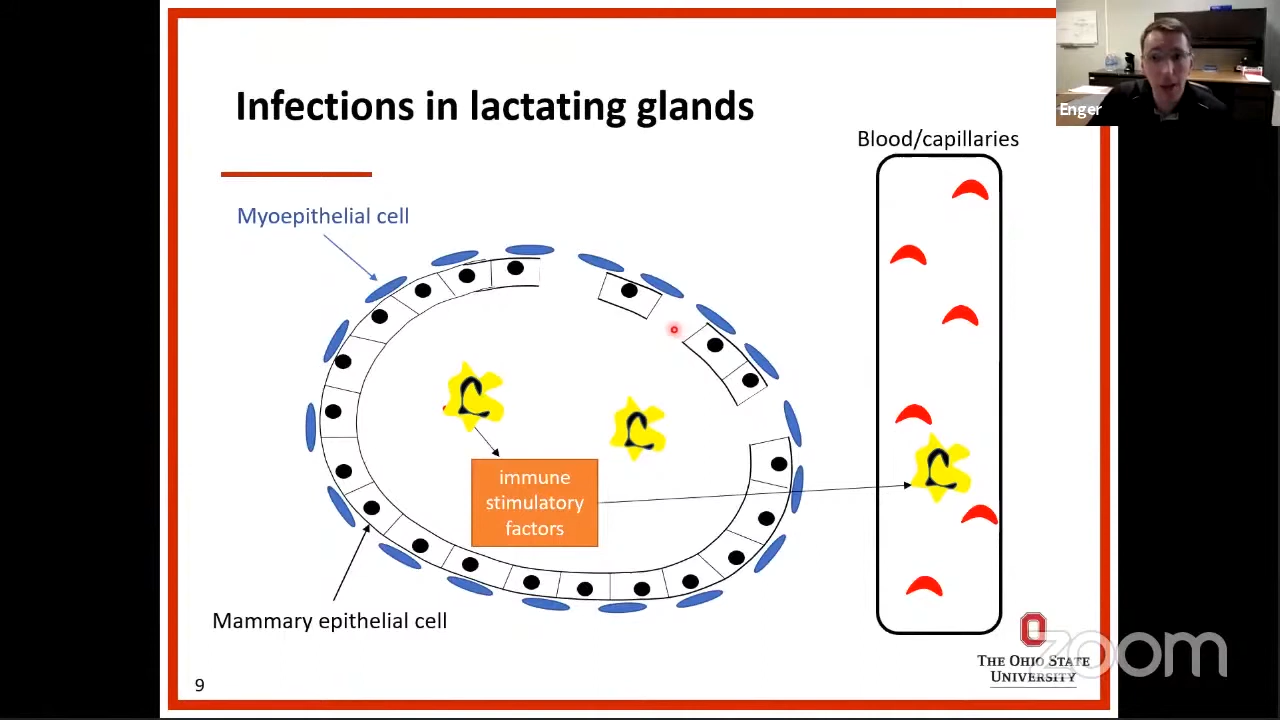 Infections in lactating glands
Enger
Blood/capillaries
Myoepithelial cell
immune
stimulatory
factors
Mammary epithelial cell
THE OHIO STATE
UNIVERSITY
zoom
9